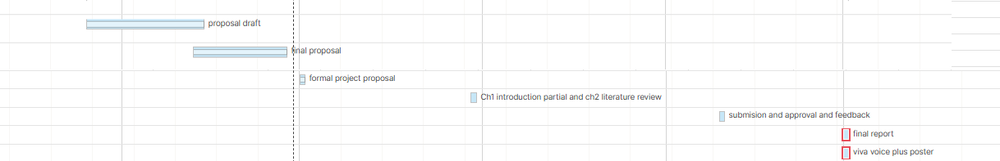 proposal draft
final proposal
formal project proposal
Ch1 introduction partial and ch2 literature review
submision and approval and feedback
final report
viva voice plus poster